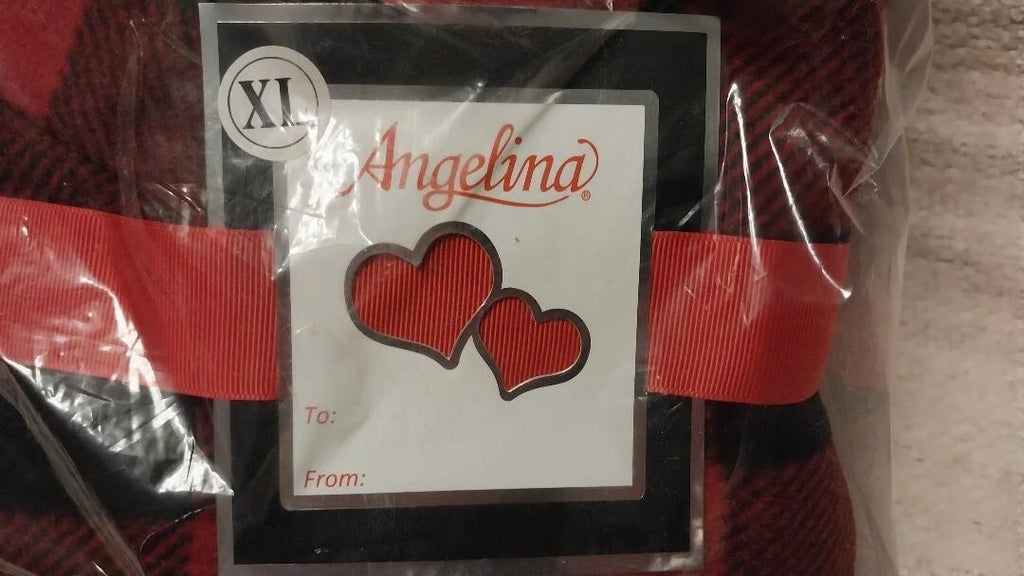 XL
Angelina®
To:
From: